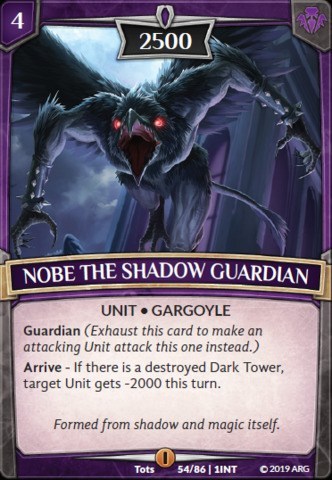 4
2500
NOBE THE SHADOW GUARDIAN
UNIT • GARGOYLE
Guardian (Exhaust this card to make an
attacking Unit attack this one instead.)
Arrive - If there is a destroyed Dark Tower,
target Unit gets -2000 this turn.
Formed from shadow and magic itself.
Tots 54/86 | 1INT © 2019 ARG